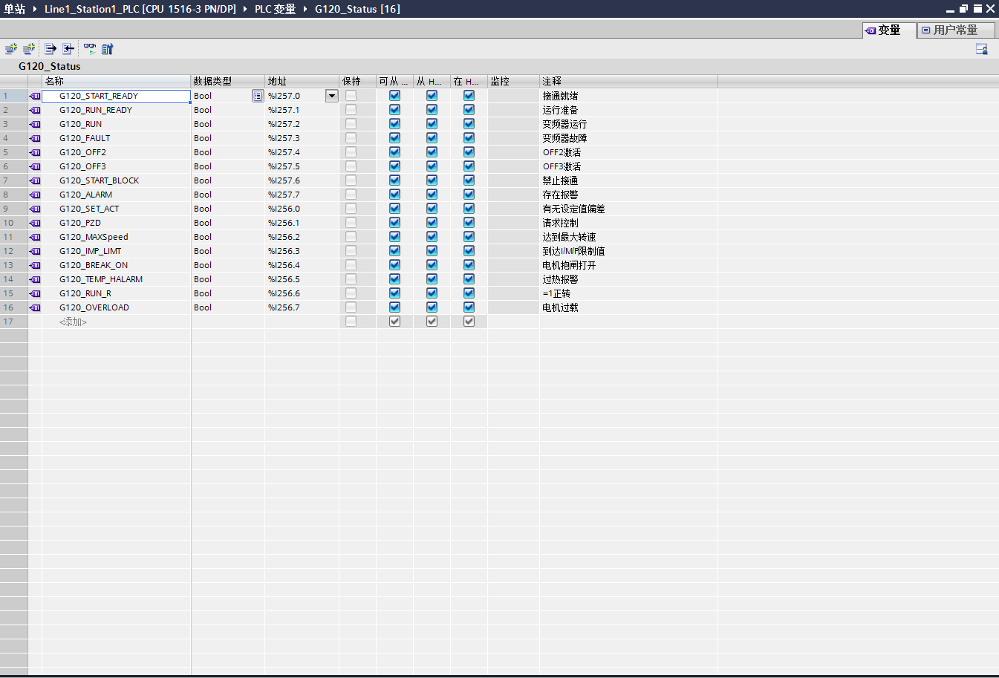 单站 Line1_Station1_PLC [CPU 1516-3 PN/DP] PLC 变量 G120_Status [16]
变量 用户常量
G120_Status
名称 数据类型 地址 保持 可从 ... 从 H... 在 H... 监控 注释
1 G120_START_READY Bool %I257.0 接通就绪
2 G120_RUN_READY Bool %I257.1 运行准备
3 G120_RUN Bool %I257.2 变频器运行
4 G120_FAULT Bool %I257.3 变频器故障
5 G120_OFF2 Bool %I257.4 OFF2激活
6 G120_OFF3 Bool %I257.5 OFF3激活
7 G120_START_BLOCK Bool %I257.6 禁止接通
8 G120_ALARM Bool %I257.7 存在报警
9 G120_SET_ACT Bool %I256.0 有无设定值偏差
10 G120_PZD Bool %I256.1 请求控制
11 G120_MAXSpeed Bool %I256.2 达到最大转速
12 G120_IMP_LIMT Bool %I256.3 到达I/M/P限制值
13 G120_BREAK_ON Bool %I256.4 电机抱闸打开
14 G120_TEMP_HALARM Bool %I256.5 过热报警
15 G120_RUN_R Bool %I256.6 =1正转
16 G120_OVERLOAD Bool %I256.7 电机过载
17 <添加>